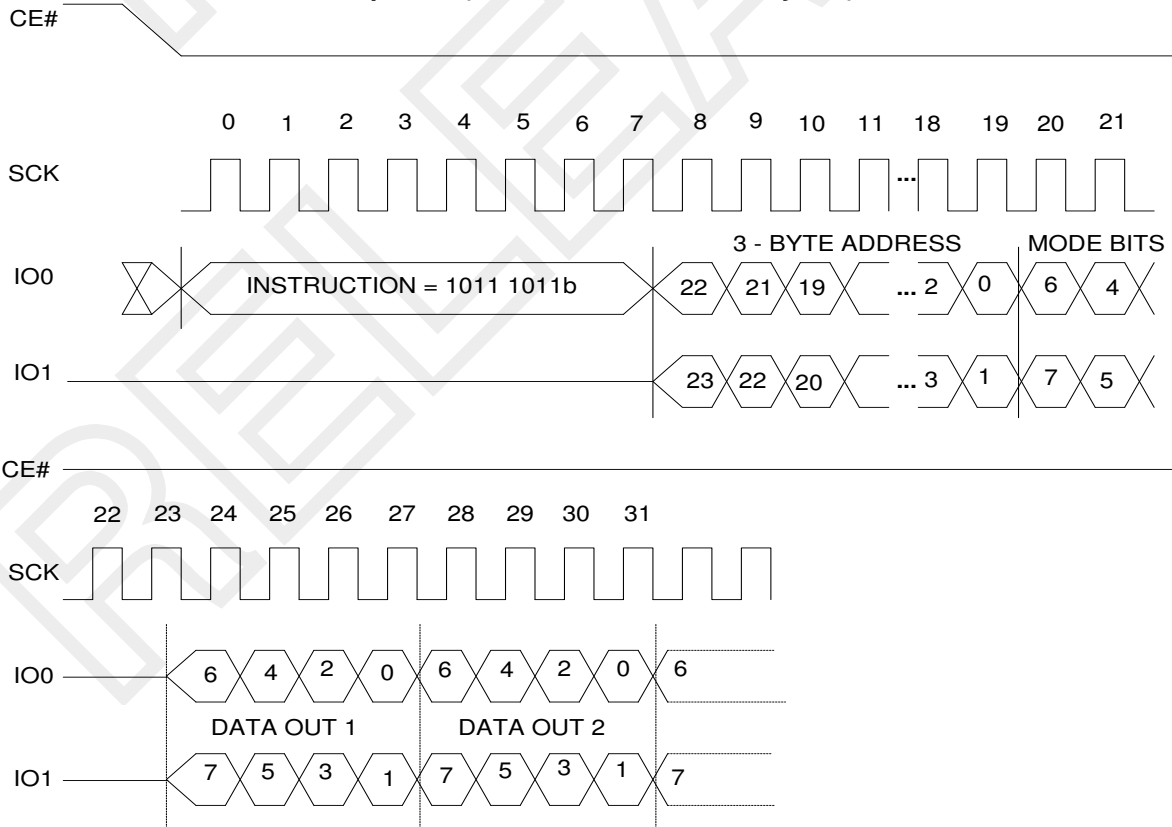 CE#
0 1 2 3 4 5 6 7 8 9 10 11 18 19 20 21
SCK ...
3 - BYTE ADDRESS MODE BITS
IO0 INSTRUCTION = 1011 1011b 22 21 19 ... 2 0 6 4
IO1 23 22 20 ... 3 1 7 5
CE#
22 23 24 25 26 27 28 29 30 31
SCK
IO0 6 4 2 0 6 4 2 0 6
DATA OUT 1 DATA OUT 2
IO1 7 5 3 1 7 5 3 1 7